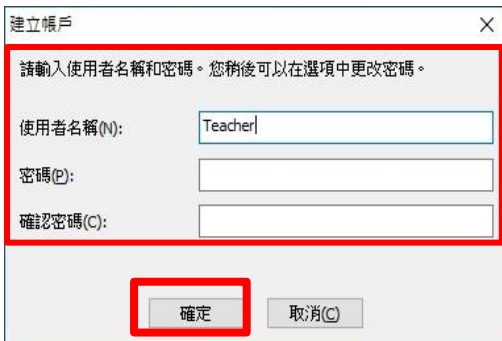 建立帳戶
請輸入使用者名稱和密碼。您稍後可以在選項中更改密碼。
使用者名稱(N): Teacher
密碼(P):
確認密碼(C):
確定 取消(C)